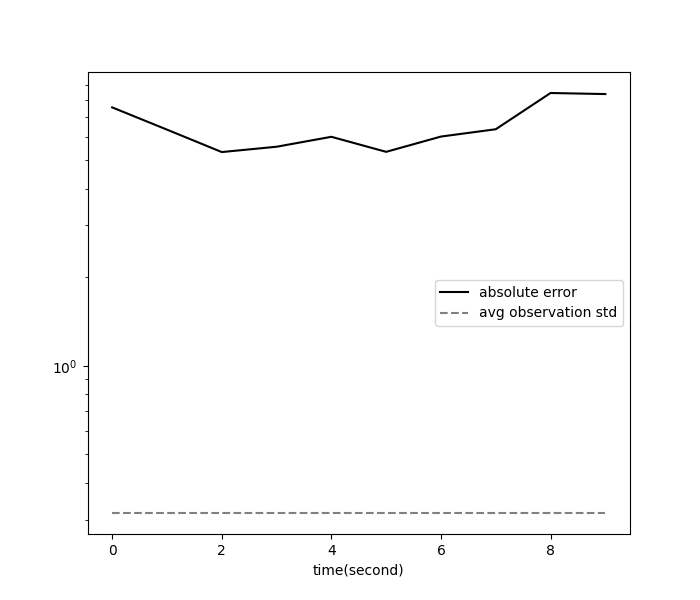 absolute error
avg observation std
10⁰
0 2 4 6 8
time(second)